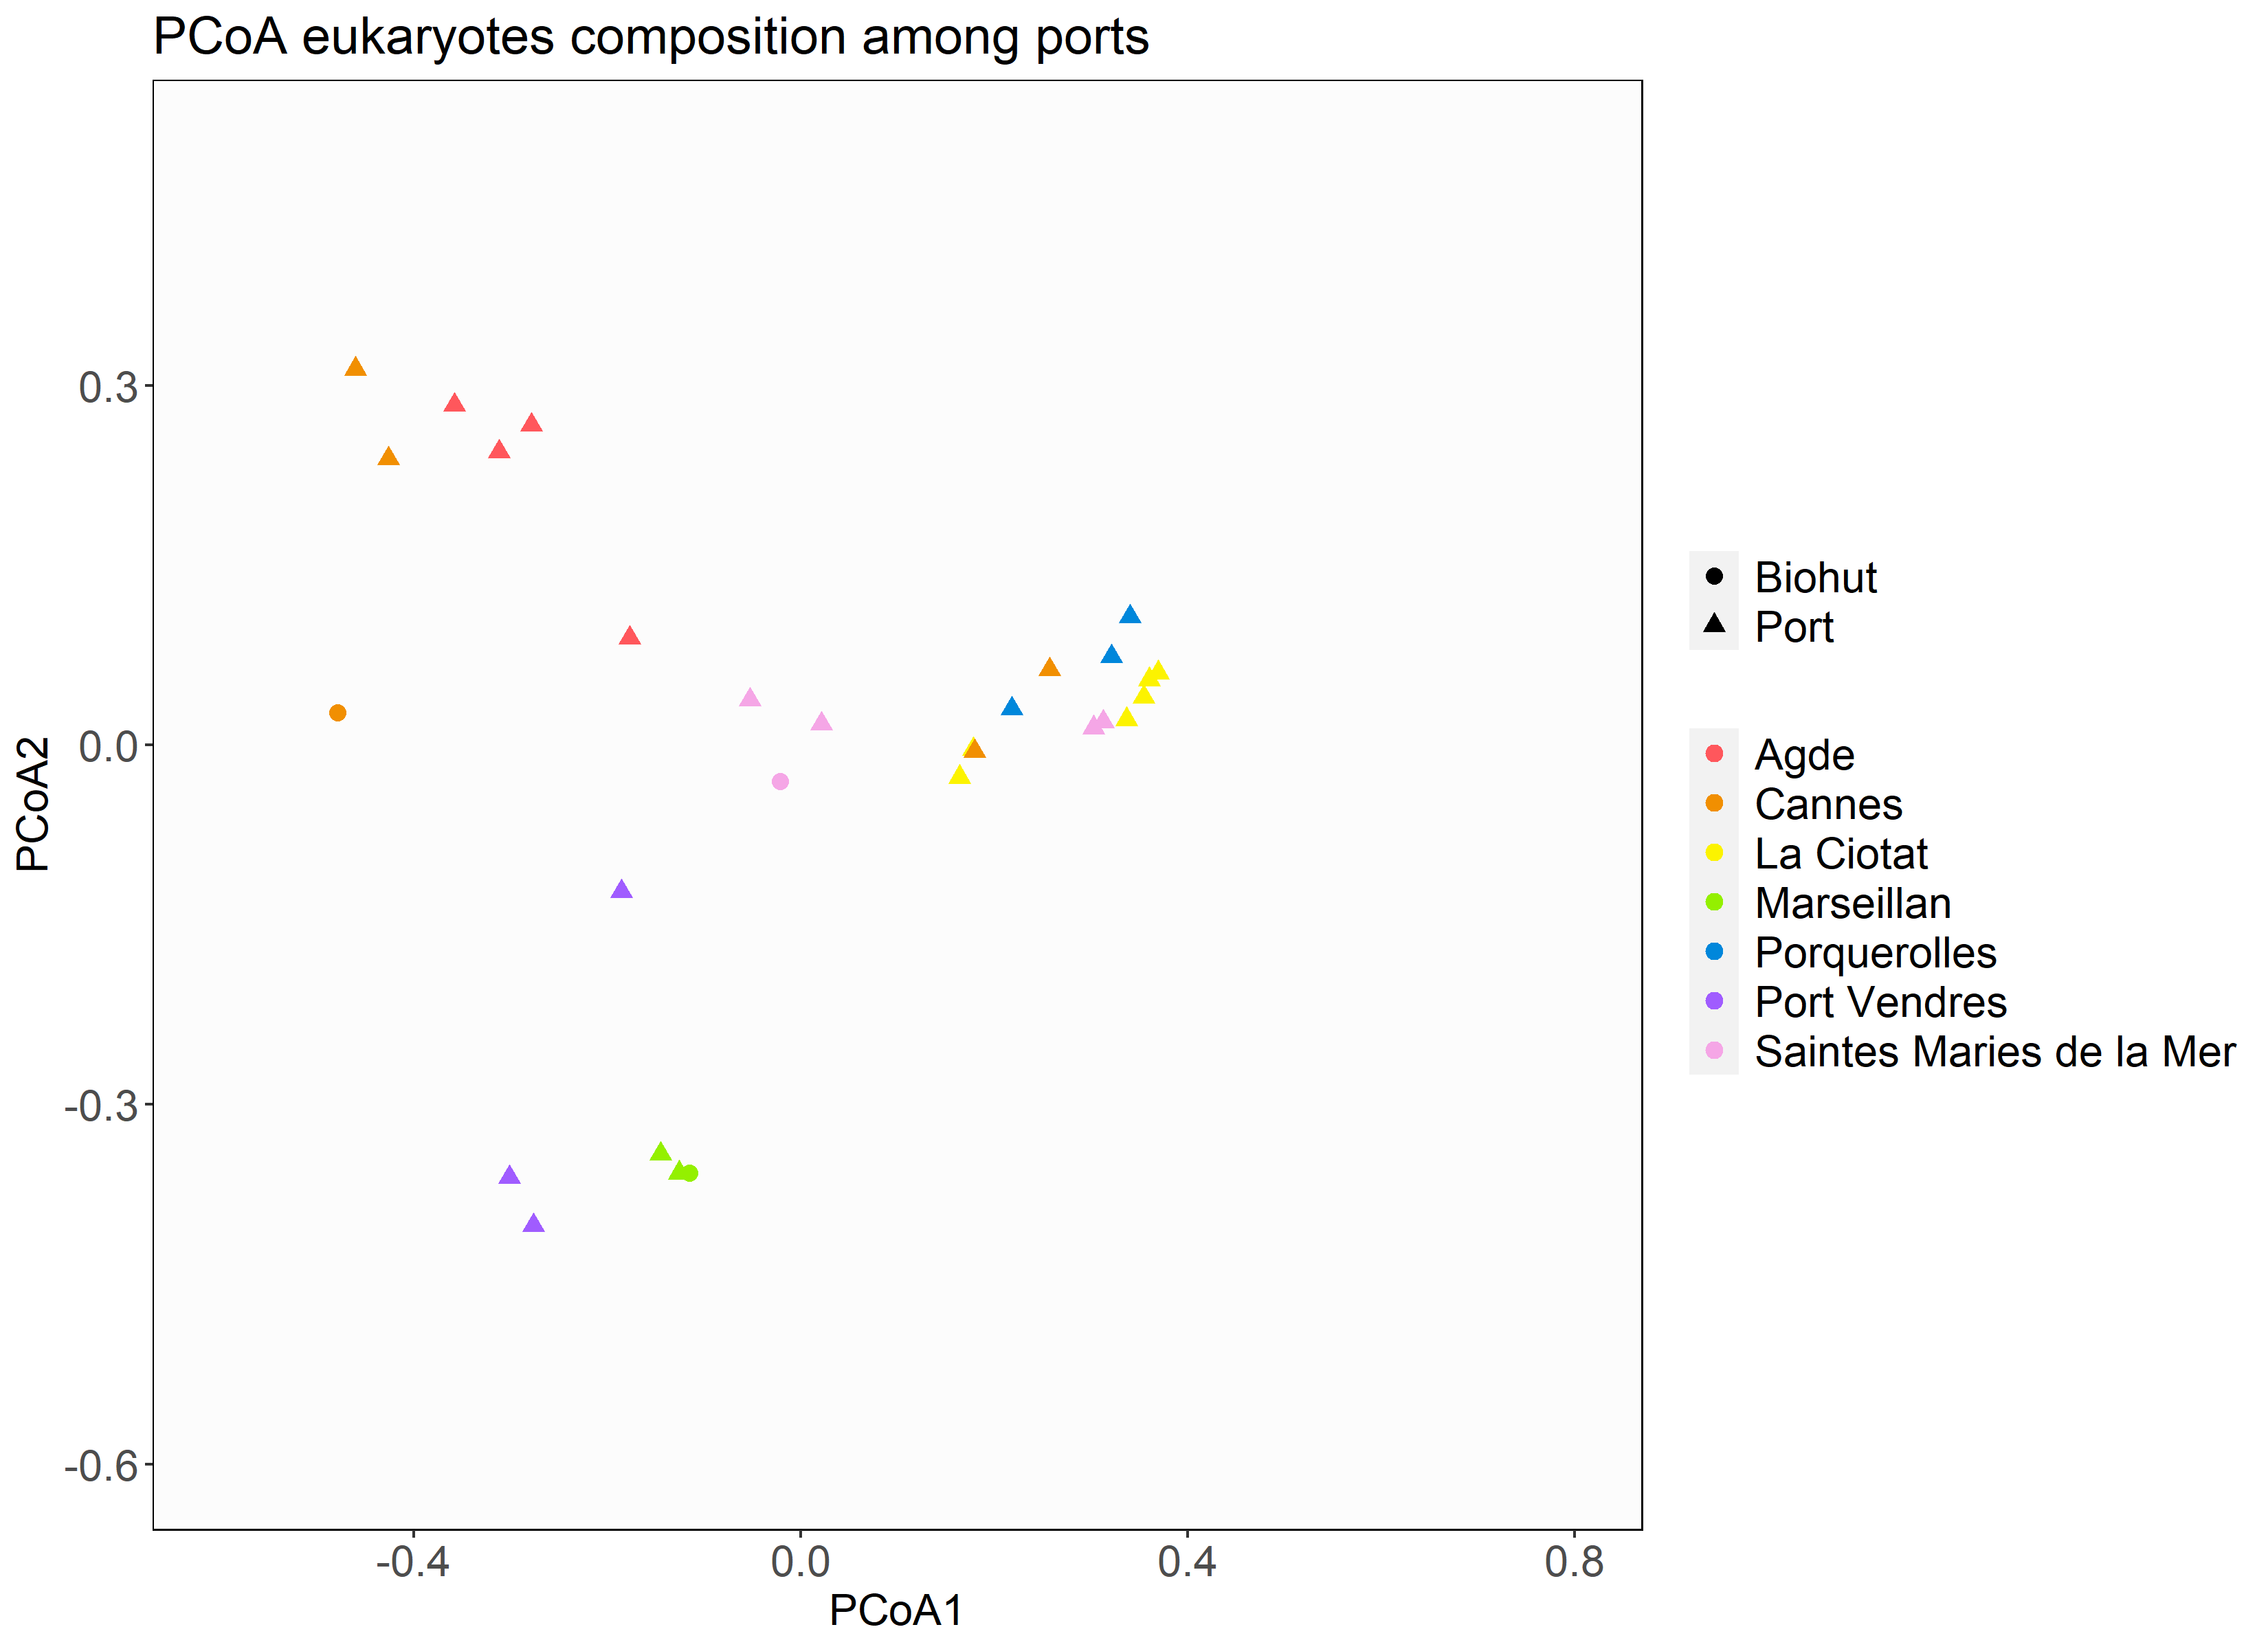 PCoA eukaryotes composition among ports
0.3
0.0
-0.3
-0.6
PCoA2
-0.4
0.0
0.4
0.8
PCoA1
Biohut
Port
Agde
Cannes
La Ciotat
Marseillan
Porquerolles
Port Vendres
Saintes Maries de la Mer